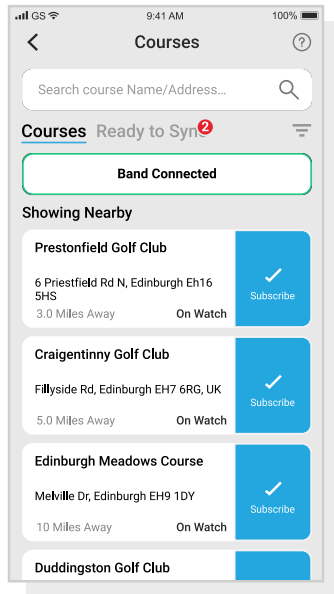 GS 9:41 AM 100%
Courses
?
Search course Name/Address...
Courses Ready to Sync 2
Band Connected
Showing Nearby
Prestonfield Golf Club
6 Priestfield Rd N, Edinburgh Eh16
5HS
Subscribe
3.0 Miles Away On Watch
Craigentinny Golf Club
Fillyside Rd, Edinburgh EH7 6RG, UK
Subscribe
5.0 Miles Away On Watch
Edinburgh Meadows Course
Melville Dr, Edinburgh EH9 1DY
Subscribe
10 Miles Away On Watch
Duddingston Golf Club